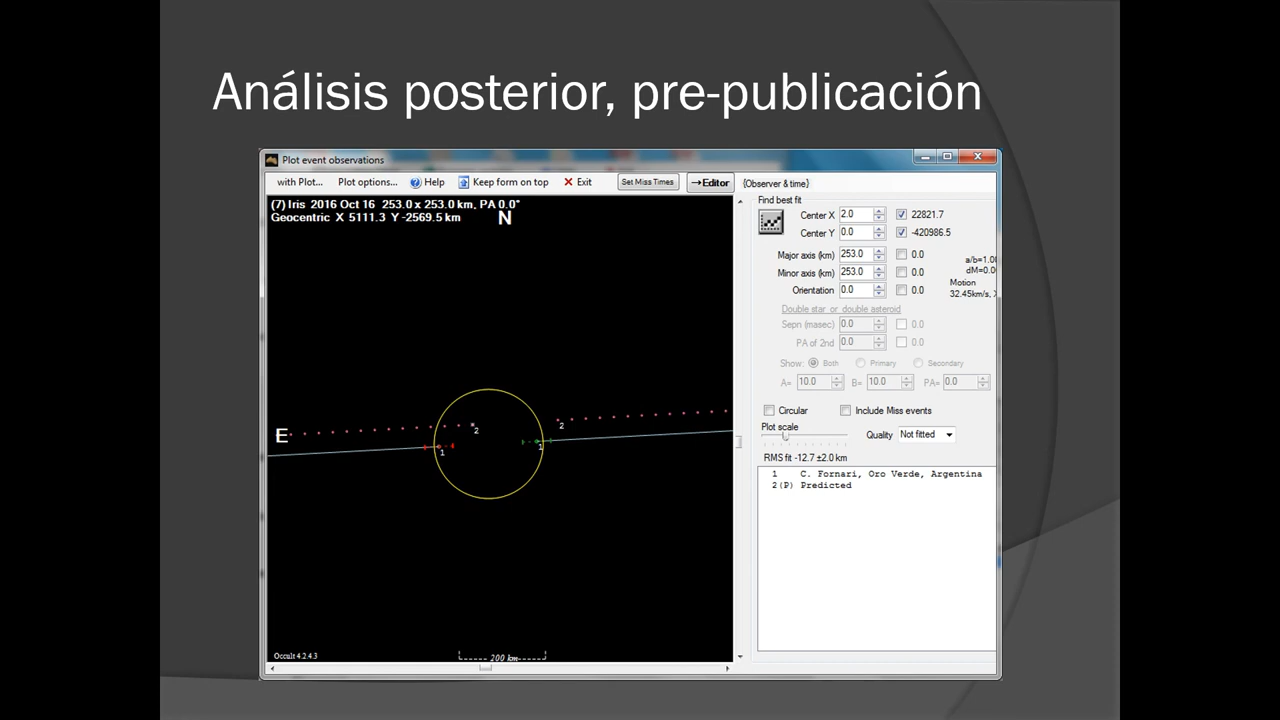 Análisis posterior, pre-publicación
Plot event observations
with Plot... Plot options... Help Keep form on top Exit Set Miss Times →Editor {Observer & time}
(7) Iris 2016 Oct 16 253.0 x 253.0 km, PA 0.0°
Geocentric X 5111.3 Y -2569.5 km
N
E
1
2
2
1
200 km
Occult 4.2.4.3
Find best fit
Center X 2.0 22821.7
Center Y 0.0 -420986.5
Major axis (km) 253.0 0.0
Minor axis (km) 253.0 0.0
Orientation 0.0 0.0
Motion
32.45km/s,
Double star or double asteroid
Sepn (masec) 0.0 0.0
PA of 2nd 0.0 0.0
Show: Both Primary Secondary
A= 10.0 B= 10.0 PA= 0.0
Circular Include Miss events
Plot scale
Quality Not fitted
RMS fit -12.7 ±2.0 km
1 C. Fornari, Oro Verde, Argentina
2(P) Predicted